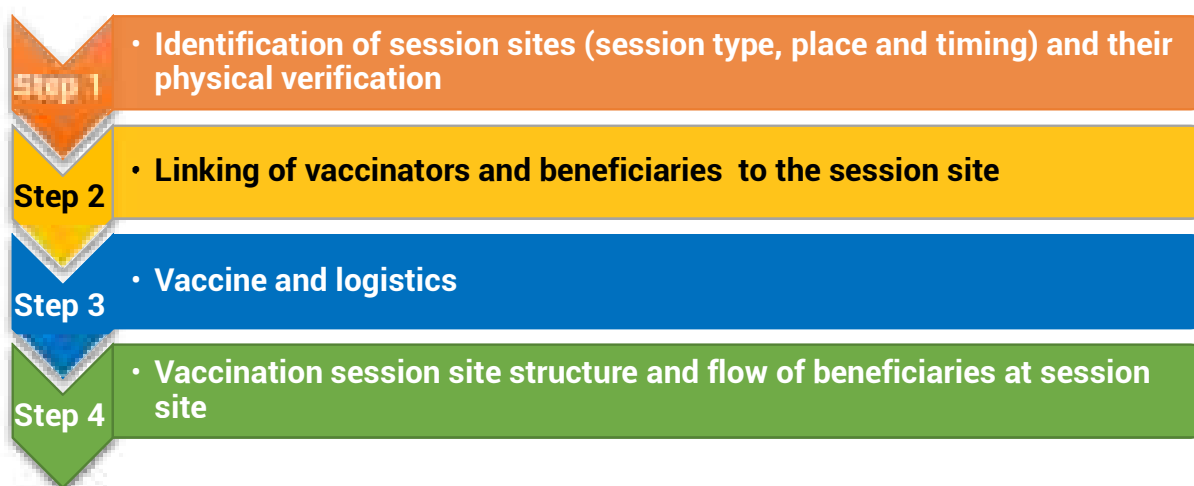 Step 1
• Identification of session sites (session type, place and timing) and their
physical verification
Step 2
• Linking of vaccinators and beneficiaries to the session site
Step 3
• Vaccine and logistics
Step 4
• Vaccination session site structure and flow of beneficiaries at session
site